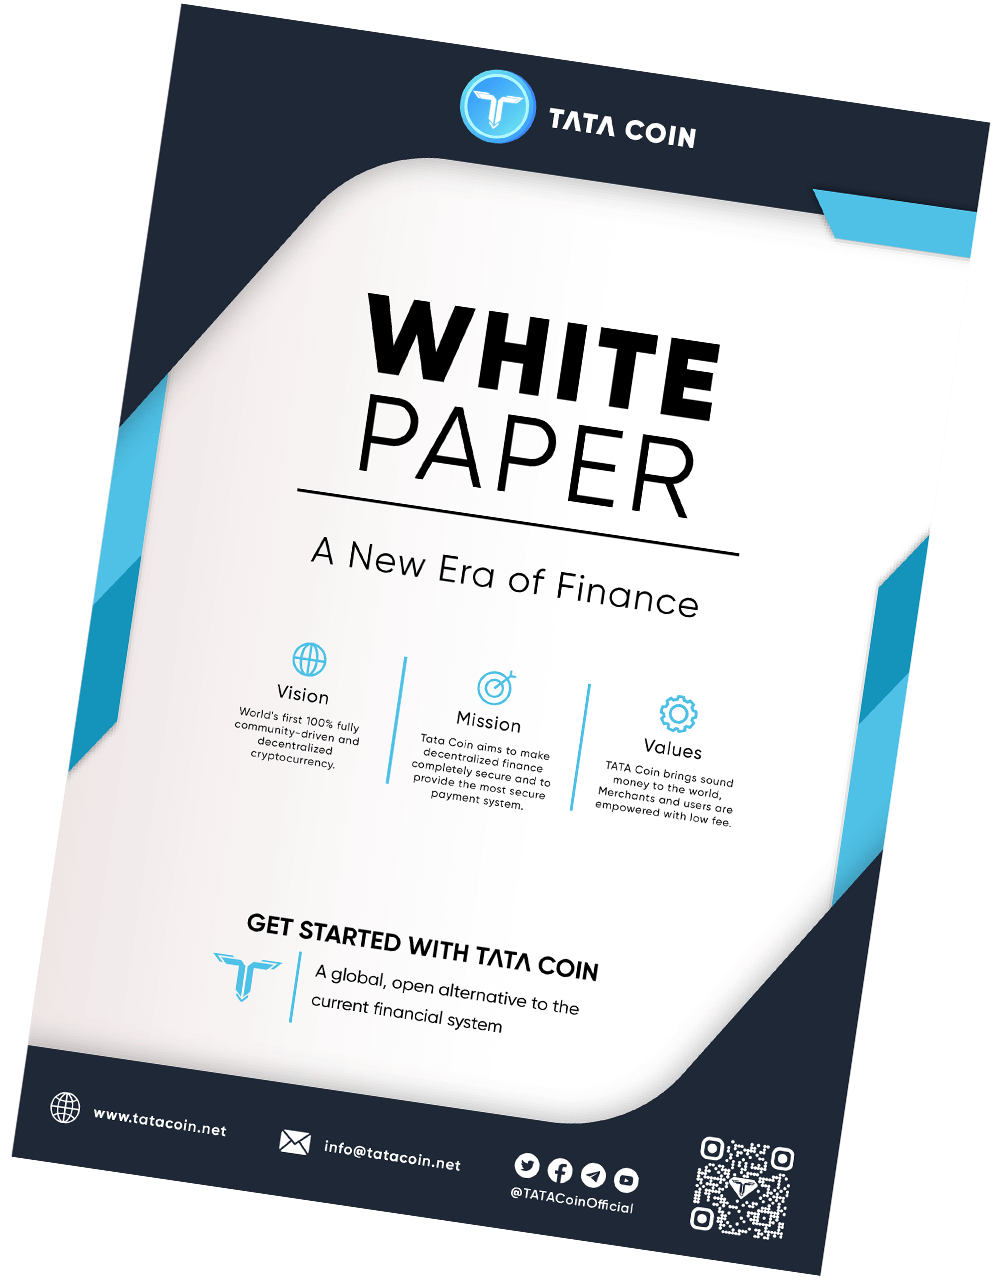 TATA COIN
WHITE
PAPER
A New Era of Finance
Vision
World's first 100% fully
community-driven and
decentralized
cryptocurrency.
Mission
Tata Coin aims to make
decentralized finance
completely secure and to
provide the most secure
payment system.
Values
TATA Coin brings sound
money to the world,
Merchants and users are
empowered with low fee.
GET STARTED WITH TATA COIN
A global, open alternative to the
current financial system
www.tatacoin.net
info@tatacoin.net
@TATACoinOfficial